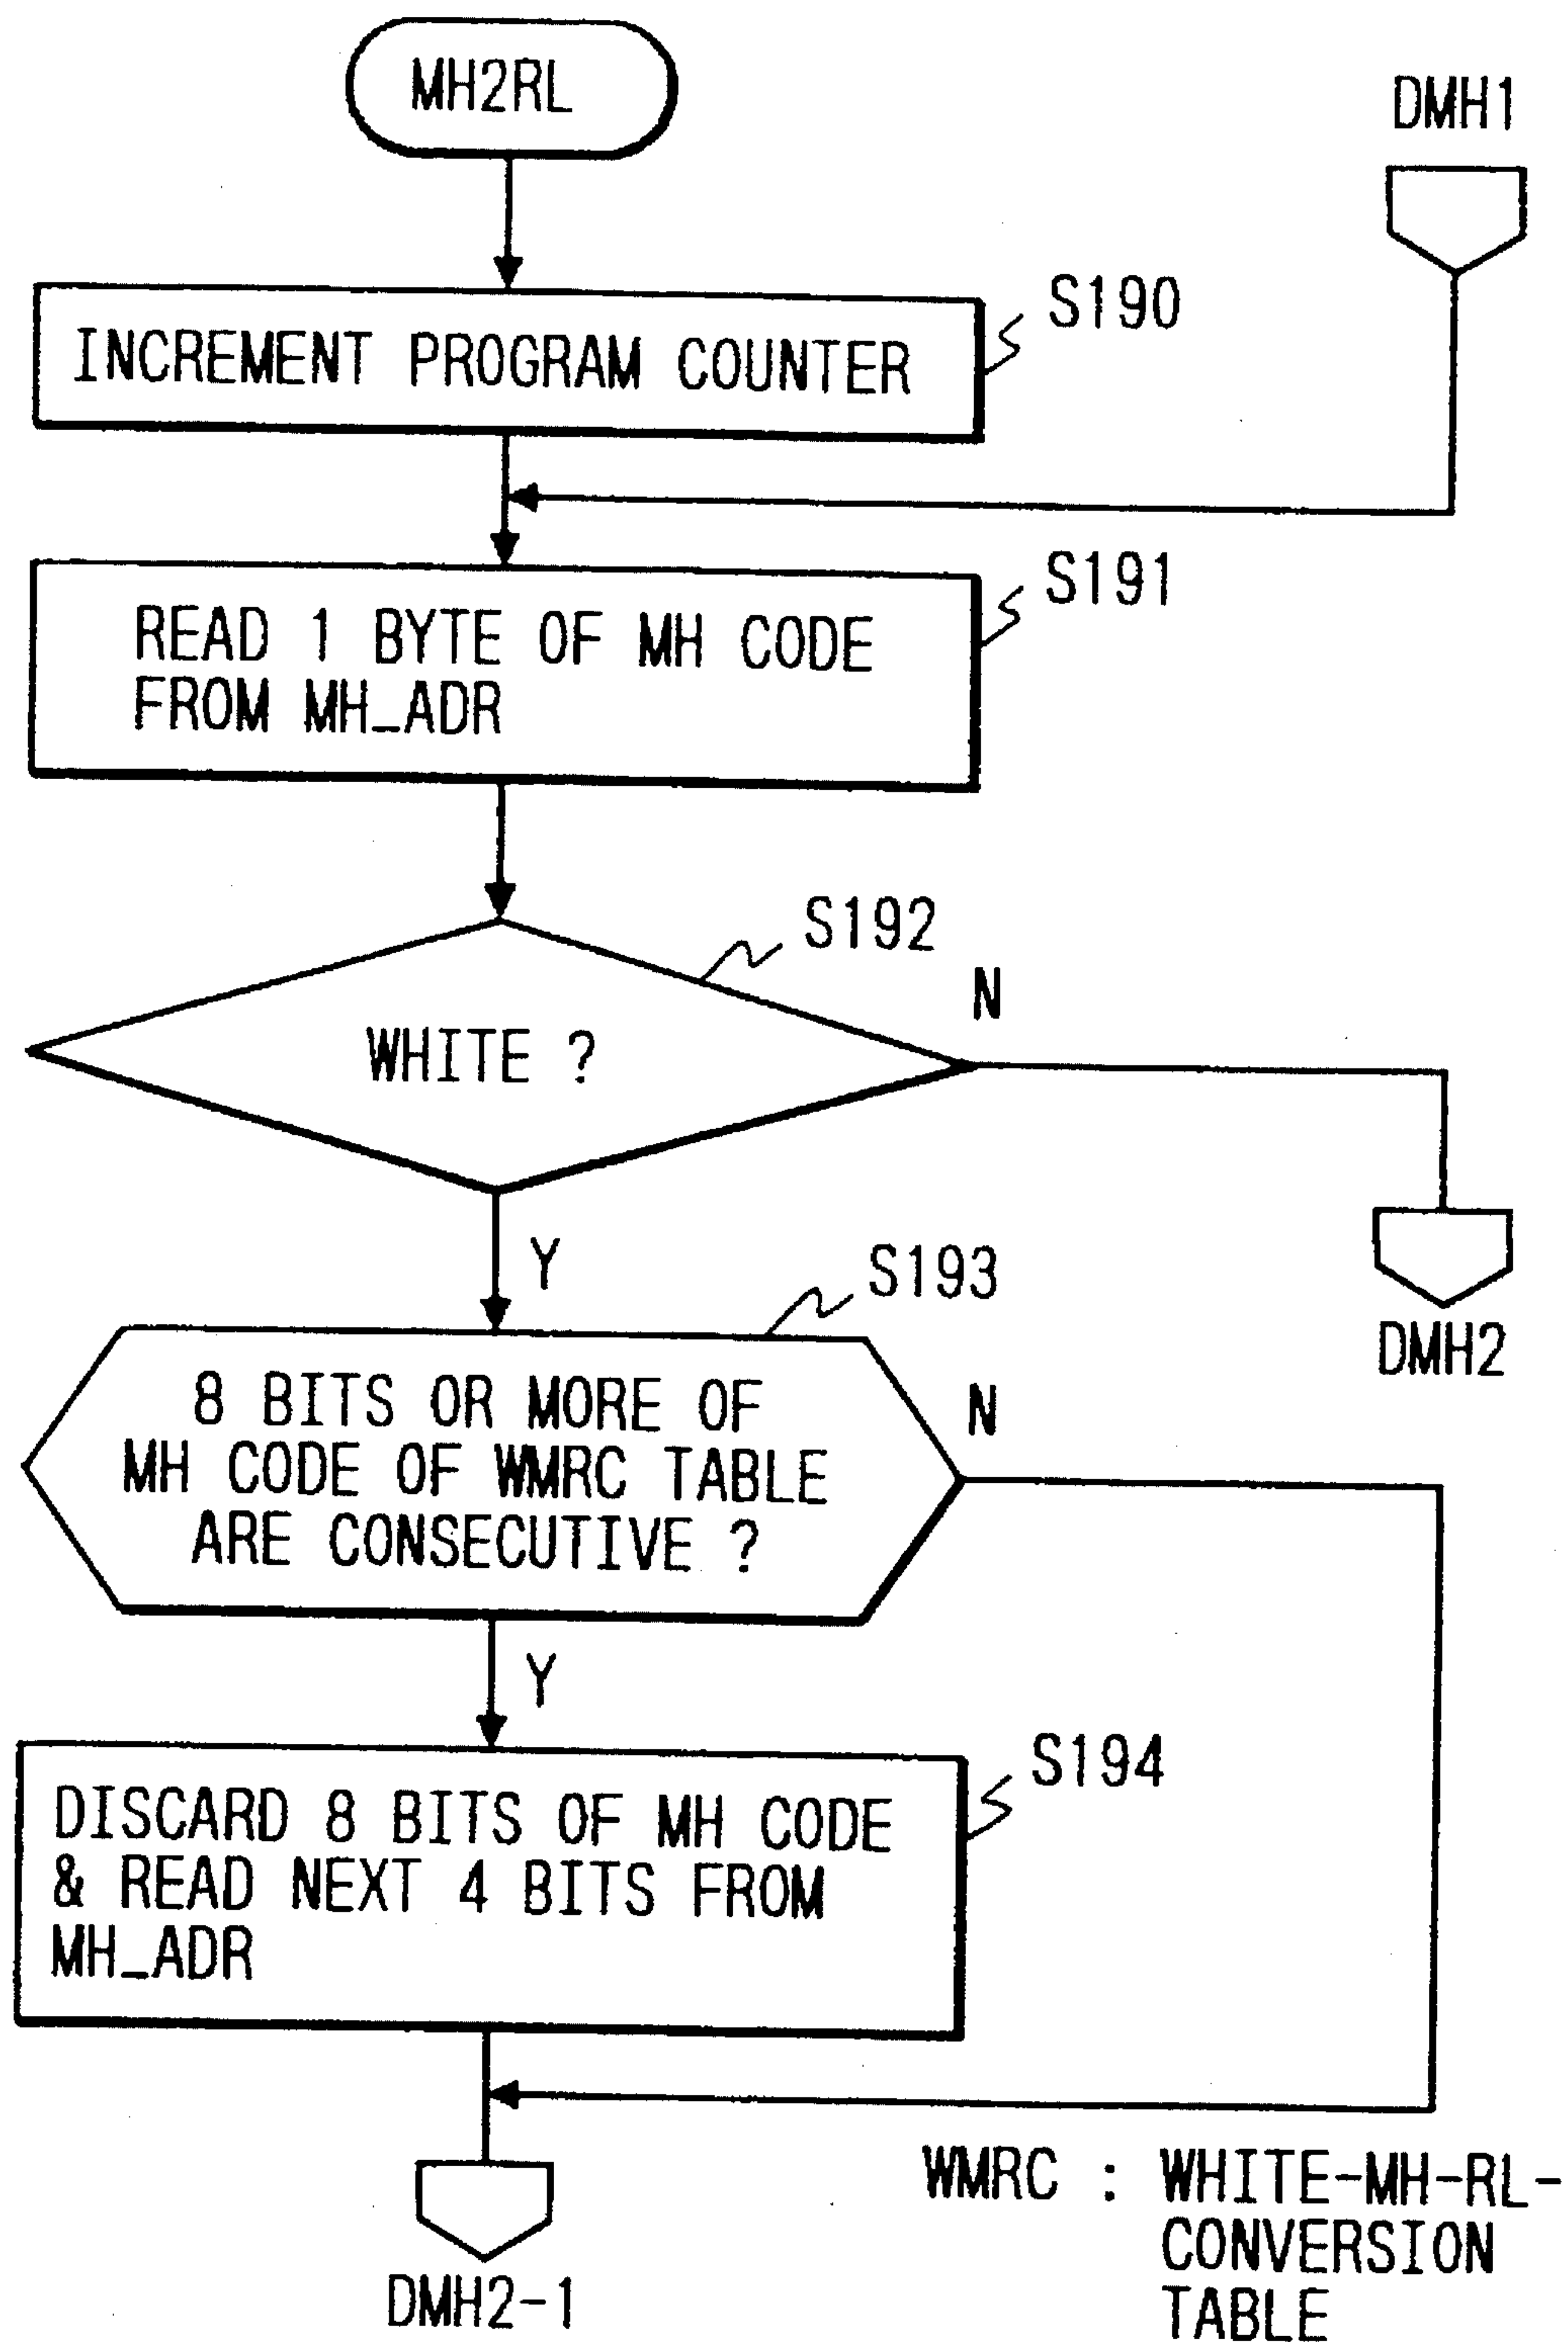 MH2RL
DMH1
S190
INCREMENT PROGRAM COUNTER
S191
READ 1 BYTE OF MH CODE
FROM MH_ADR
S192
N
WHITE ?
Y
DMH2
S193
N
8 BITS OR MORE OF
MH CODE OF WMRC TABLE
ARE CONSECUTIVE ?
Y
S194
DISCARD 8 BITS OF MH CODE
& READ NEXT 4 BITS FROM
MH_ADR
DMH2-1
WMRC : WHITE-MH-RL-
CONVERSION
TABLE